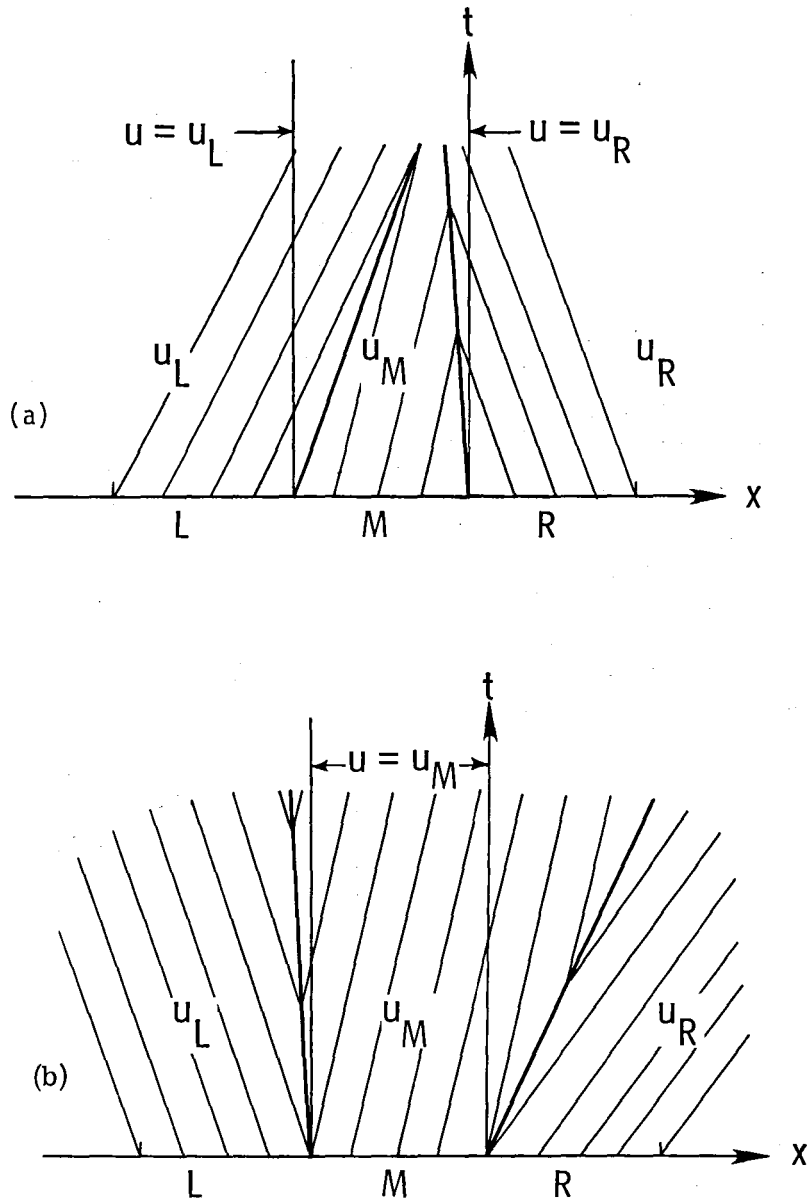 t
u = u_L
u = u_R
u_L
u_M
u_R
(a)
x
L M R
t
u = u_M
u_L
u_M
u_R
(b)
x
L M R